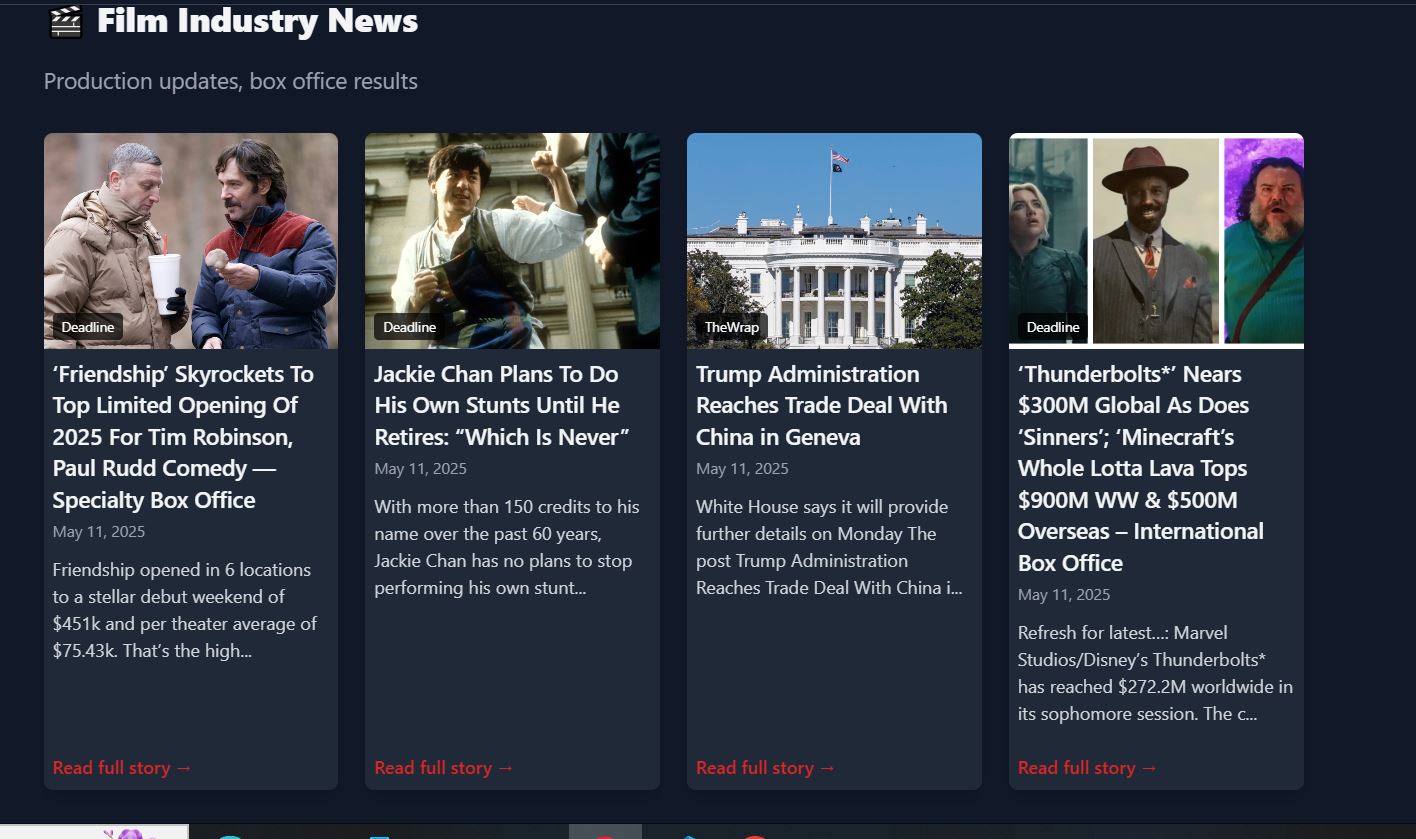 🎬 Film Industry News
Production updates, box office results
Deadline
‘Friendship’ Skyrockets To
Top Limited Opening Of
2025 For Tim Robinson,
Paul Rudd Comedy —
Specialty Box Office
May 11, 2025
Friendship opened in 6 locations
to a stellar debut weekend of
$451k and per theater average of
$75.43k. That’s the high...
Read full story →
Deadline
Jackie Chan Plans To Do
His Own Stunts Until He
Retires: “Which Is Never”
May 11, 2025
With more than 150 credits to his
name over the past 60 years,
Jackie Chan has no plans to stop
performing his own stunt...
Read full story →
TheWrap
Trump Administration
Reaches Trade Deal With
China in Geneva
May 11, 2025
White House says it will provide
further details on Monday The
post Trump Administration
Reaches Trade Deal With China i...
Read full story →
Deadline
‘Thunderbolts*’ Nears
$300M Global As Does
‘Sinners’; ‘Minecraft’s
Whole Lotta Lava Tops
$900M WW & $500M
Overseas – International
Box Office
May 11, 2025
Refresh for latest…: Marvel
Studios/Disney’s Thunderbolts*
has reached $272.2M worldwide in
its sophomore session. The c...
Read full story →